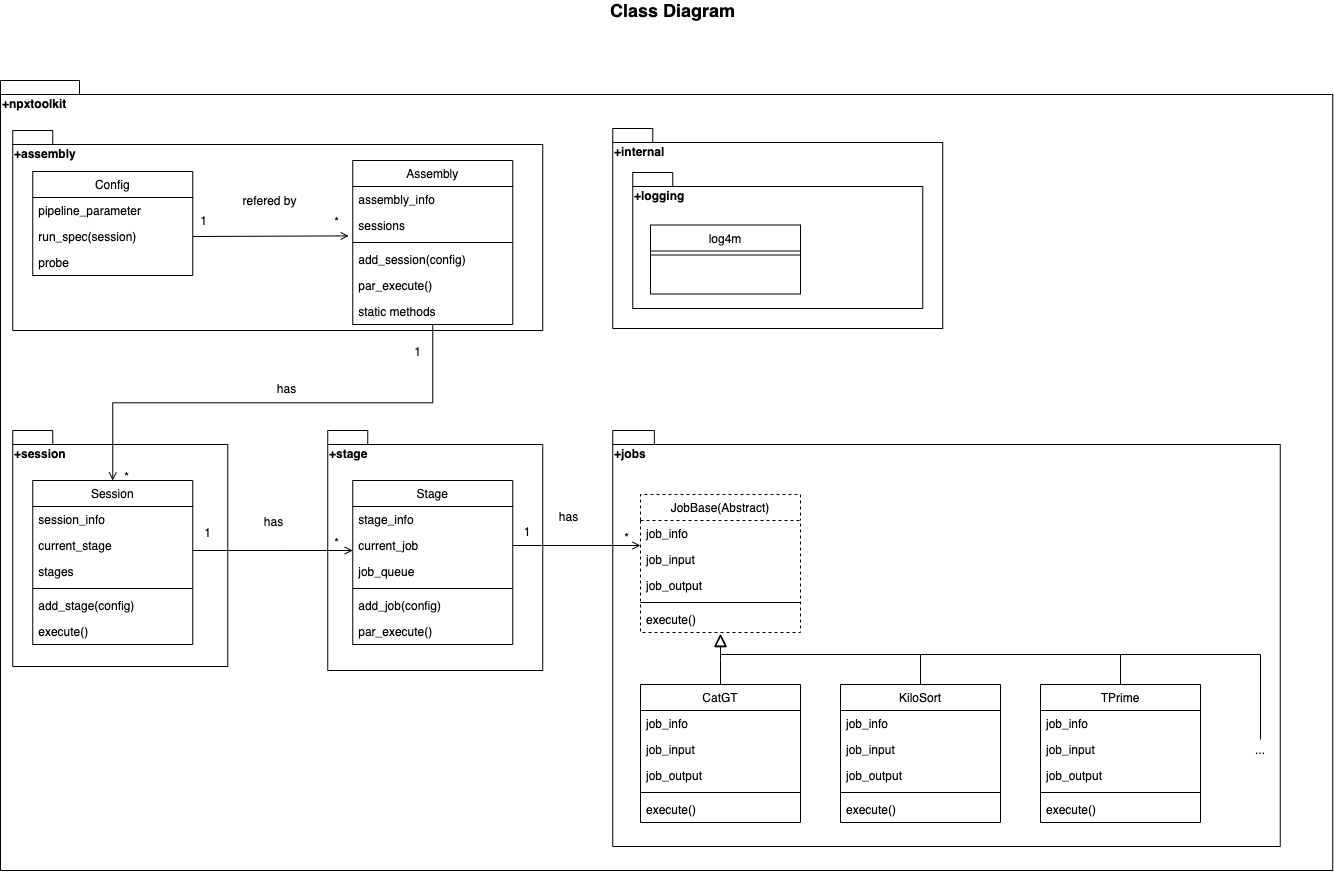 Class Diagram
+npxtoolkit
+assembly
Config
pipeline_parameter
run_spec(session)
probe
1
refered by
*
Assembly
assembly_info
sessions
add_session(config)
par_execute()
static methods
+internal
+logging
log4m
1
has
*
+session
Session
session_info
current_stage
stages
add_stage(config)
execute()
1
has
*
+stage
Stage
stage_info
current_job
job_queue
add_job(config)
par_execute()
1
has
*
+jobs
JobBase(Abstract)
job_info
job_input
job_output
execute()
CatGT
job_info
job_input
job_output
execute()
KiloSort
job_info
job_input
job_output
execute()
TPrime
job_info
job_input
job_output
execute()
...